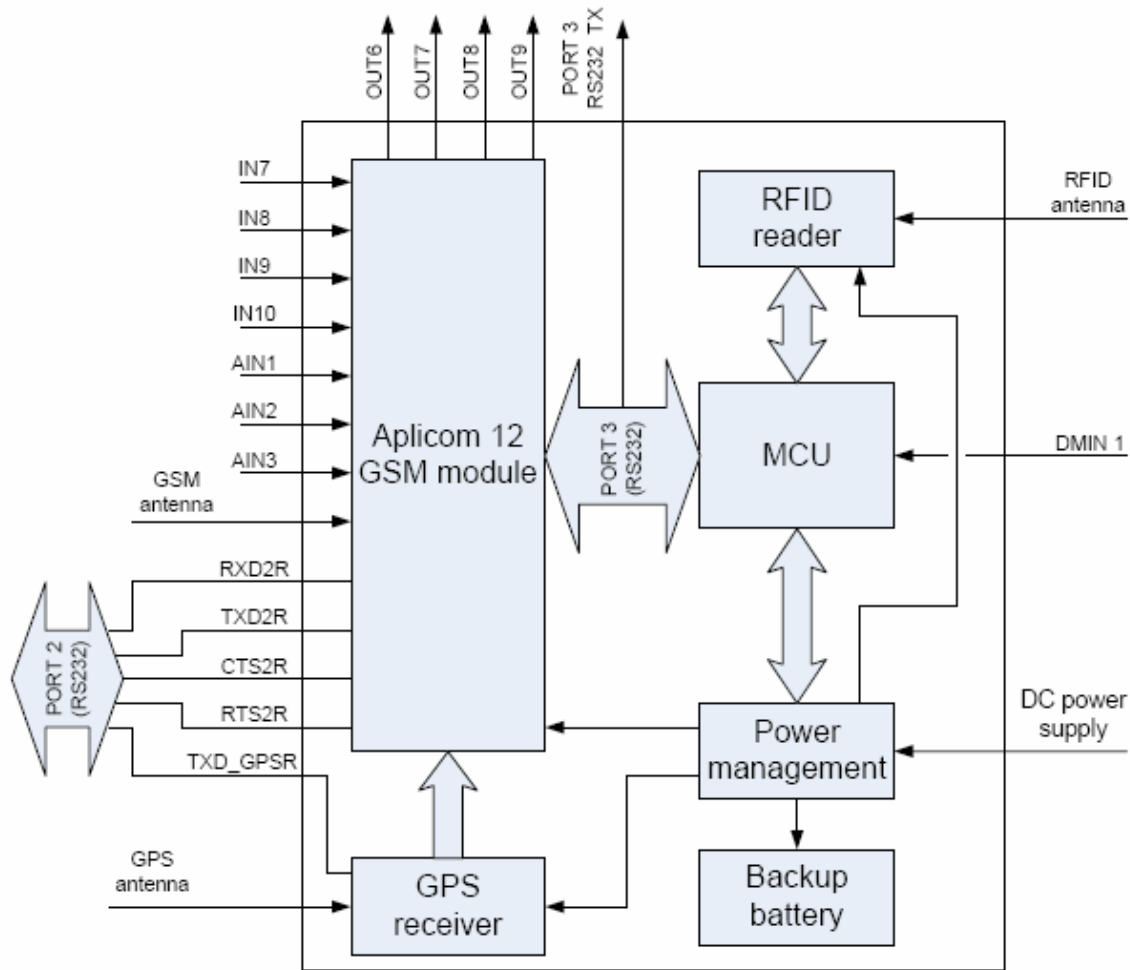 OUT6
OUT7
OUT8
OUT9
PORT 3
RS232 TX
IN7
IN8
IN9
IN10
AIN1
AIN2
AIN3
GSM
antenna
RXD2R
TXD2R
CTS2R
RTS2R
TXD_GPSR
PORT 2
(RS232)
GPS
antenna
Aplicom 12
GSM module
GPS
receiver
PORT 3
(RS232)
RFID
reader
MCU
Power
management
Backup
battery
RFID
antenna
DMIN 1
DC power
supply